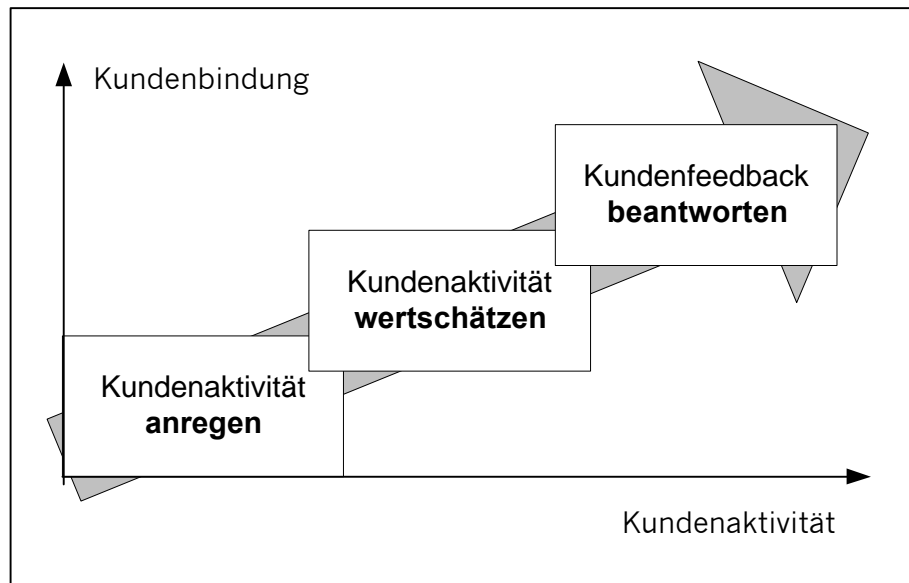 Kundenbindung
Kundenfeedback
beantworten
Kundenaktivität
wertschätzen
Kundenaktivität
anregen
Kundenaktivität